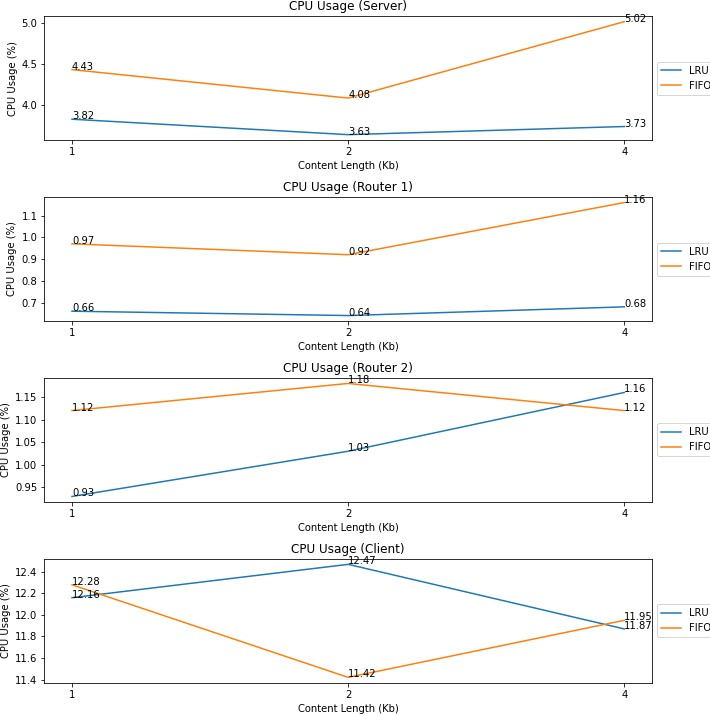 CPU Usage (Server)
CPU Usage (%)
5.0
4.5
4.0
4.43
4.08
5.02
3.82
3.63
3.73
1
2
4
Content Length (Kb)
LRU
FIFO
CPU Usage (Router 1)
CPU Usage (%)
1.1
1.0
0.9
0.8
0.7
0.97
0.92
1.16
0.66
0.64
0.68
1
2
4
Content Length (Kb)
LRU
FIFO
CPU Usage (Router 2)
CPU Usage (%)
1.15
1.10
1.05
1.00
0.95
1.12
1.18
1.16
1.12
0.93
1.03
1
2
4
Content Length (Kb)
LRU
FIFO
CPU Usage (Client)
CPU Usage (%)
12.4
12.2
12.0
11.8
11.6
11.4
12.28
12.16
12.47
11.42
11.95
11.87
1
2
4
Content Length (Kb)
LRU
FIFO